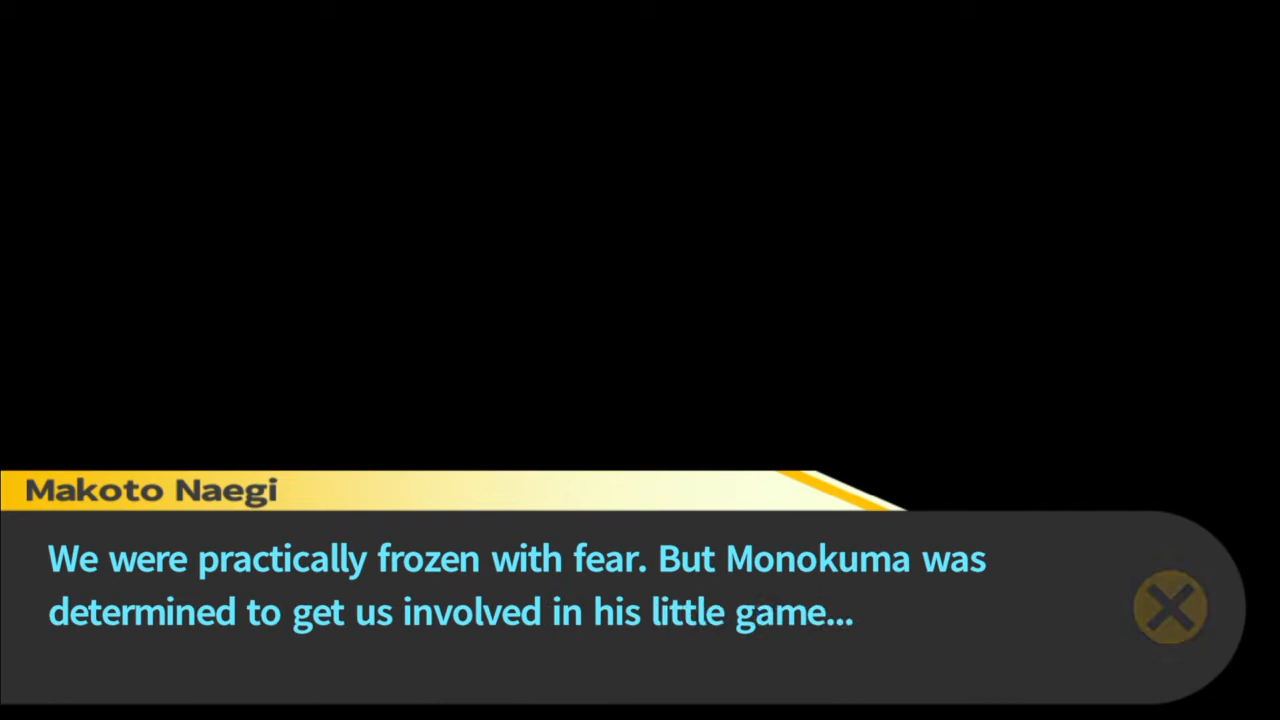 Makoto Naegi
We were practically frozen with fear. But Monokuma was
determined to get us involved in his little game...